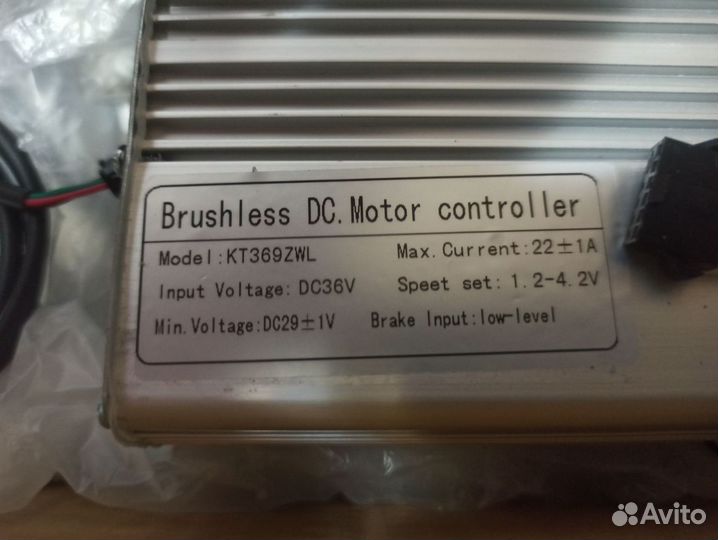 Brushless DC. Motor controller
Model:KT369ZWL Max. Current:22±1A
Input Voltage: DC36V Speet set: 1.2-4.2V
Min. Voltage:DC29±1V Brake Input:low-level
Avito